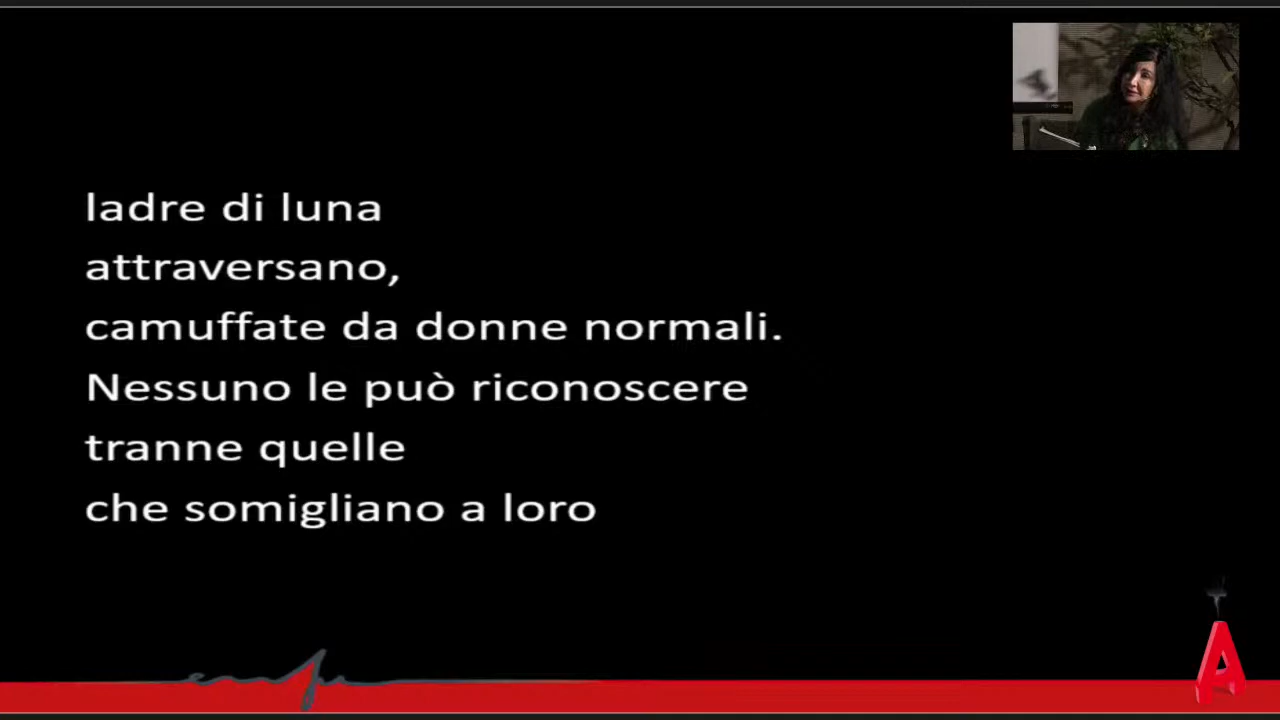 ladre di luna
attraversano,
camuffate da donne normali.
Nessuno le può riconoscere
tranne quelle
che somigliano a loro
A